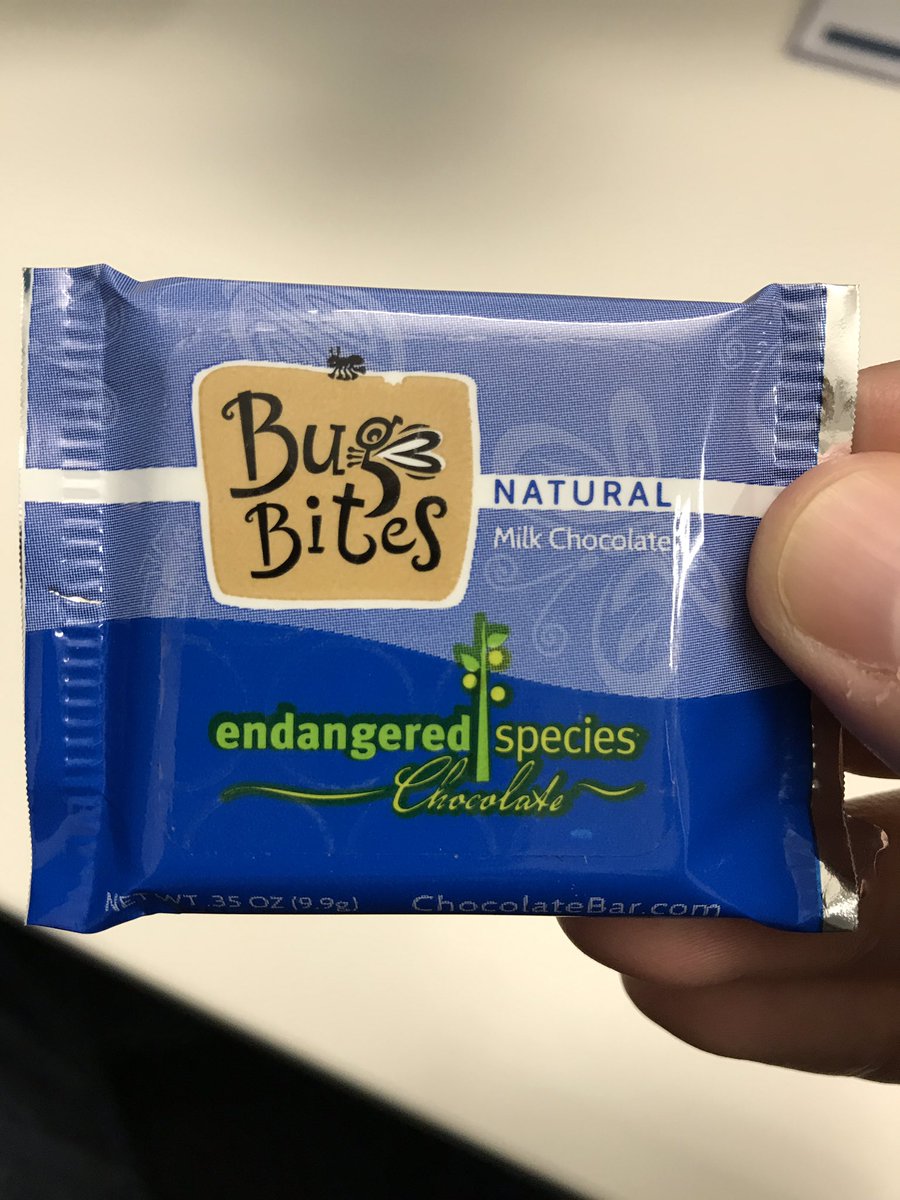 Bug
Bites
NATURAL
Milk Chocolate
endangered species
Chocolate
NET WT .35 OZ (9.9g) ChocolateBar.com